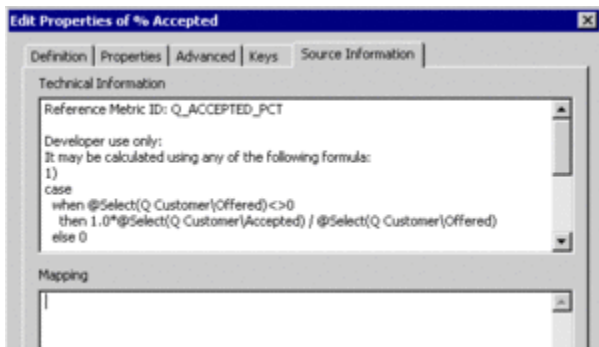 Edit Properties of % Accepted
Definition Properties Advanced Keys Source Information
Technical Information
Reference Metric ID: Q_ACCEPTED_PCT
Developer use only:
It may be calculated using any of the following formula:
1)
case
when @Select(Q Customer\Offered)<>0
then 1.0*@Select(Q Customer\Accepted) / @Select(Q Customer\Offered)
else 0
Mapping